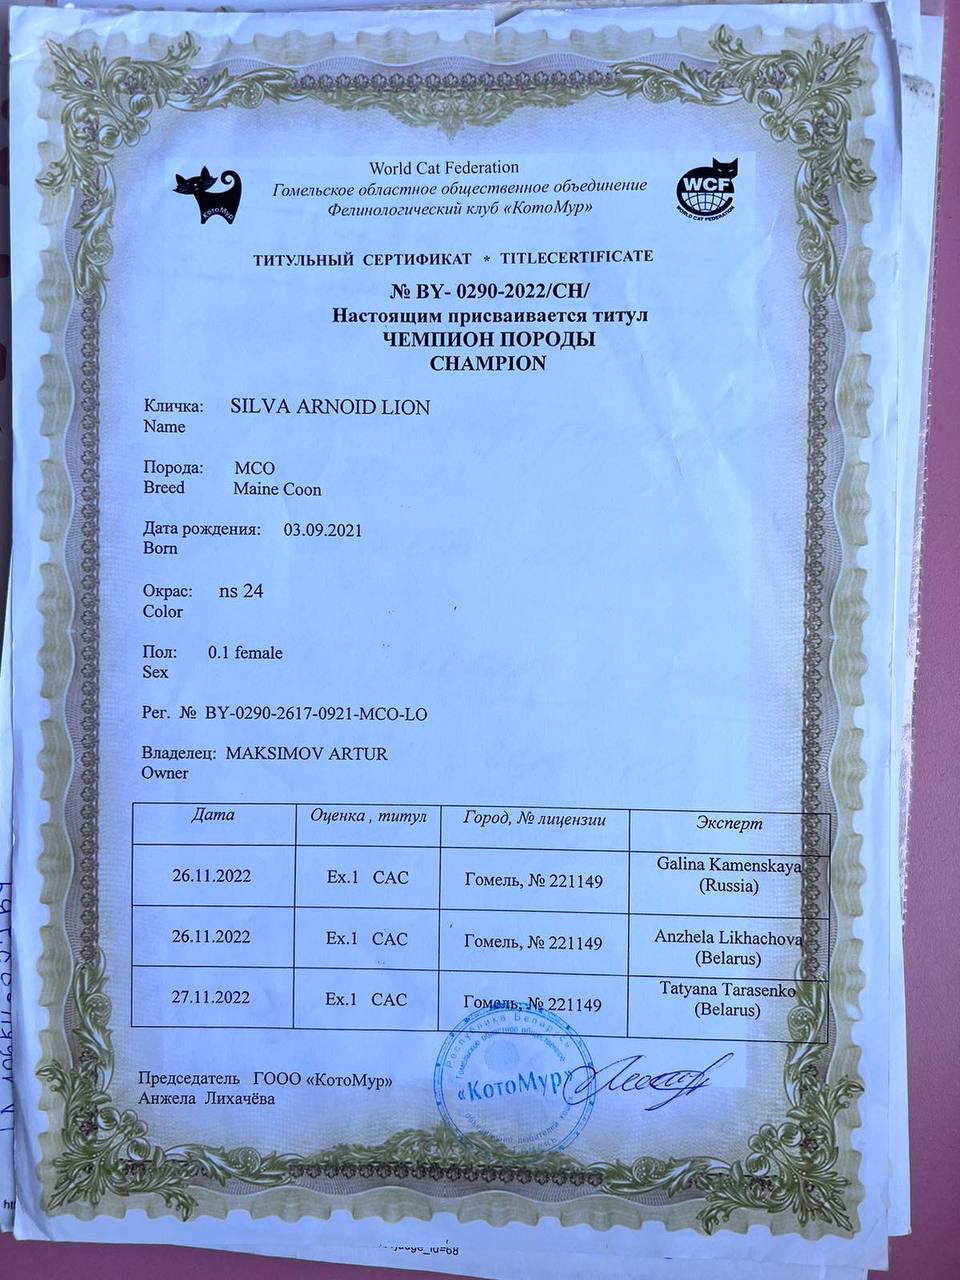 World Cat Federation
Гомельское областное общественное объединение
Фелинологический клуб «КотоМур»
КотоМур
WCF
WORLD CAT FEDERATION
ТИТУЛЬНЫЙ СЕРТИФИКАТ * TITLECERTIFICATE
№ BY- 0290-2022/CH/
Настоящим присваивается титул
ЧЕМПИОН ПОРОДЫ
CHAMPION
Кличка: SILVA ARNOID LION
Name
Порода: MCO
Breed Maine Coon
Дата рождения: 03.09.2021
Born
Окрас: ns 24
Color
Пол: 0.1 female
Sex
Рег. № BY-0290-2617-0921-MCO-LO
Владелец: MAKSIMOV ARTUR
Owner
Дата Оценка , титул Город, № лицензии Эксперт
26.11.2022 Ex.1 CAC Гомель, № 221149 Galina Kamenskaya
(Russia)
26.11.2022 Ex.1 CAC Гомель, № 221149 Anzhela Likhachova
(Belarus)
27.11.2022 Ex.1 CAC Гомель, № 221149 Tatyana Tarasenko
(Belarus)
Председатель ГООО «КотоМур»
Анжела Лихачёва
Республика Беларусь
Гомельское областное общественное
«КотоМур»
judge_id=68